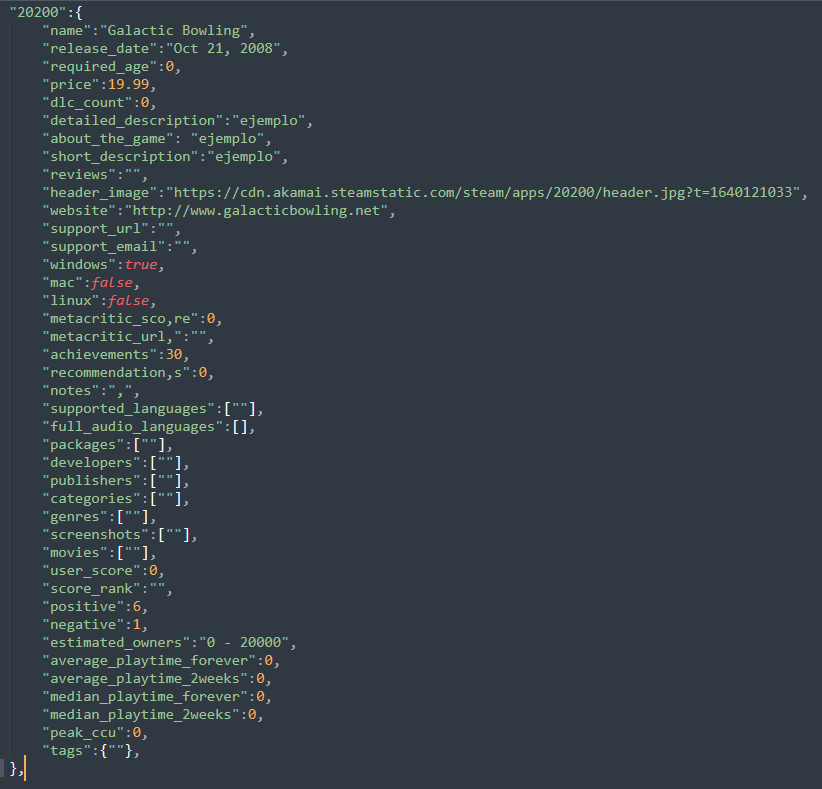 "20200":{
"name":"Galactic Bowling",
"release_date":"Oct 21, 2008",
"required_age":0,
"price":19.99,
"dlc_count":0,
"detailed_description":"ejemplo",
"about_the_game": "ejemplo",
"short_description":"ejemplo",
"reviews":"",
"header_image":"https://cdn.akamai.steamstatic.com/steam/apps/20200/header.jpg?t=1640121033",
"website":"http://www.galacticbowling.net",
"support_url":"",
"support_email":"",
"windows":true,
"mac":false,
"linux":false,
"metacritic_sco,re":0,
"metacritic_url,":"",
"achievements":30,
"recommendation,s":0,
"notes":",",
"supported_languages":[""],
"full_audio_languages":[],
"packages":[""],
"developers":[""],
"publishers":[""],
"categories":[""],
"genres":[""],
"screenshots":[""],
"movies":[""],
"user_score":0,
"score_rank":"",
"positive":6,
"negative":1,
"estimated_owners":"0 - 20000",
"average_playtime_forever":0,
"average_playtime_2weeks":0,
"median_playtime_forever":0,
"median_playtime_2weeks":0,
"peak_ccu":0,
"tags":{""},
},